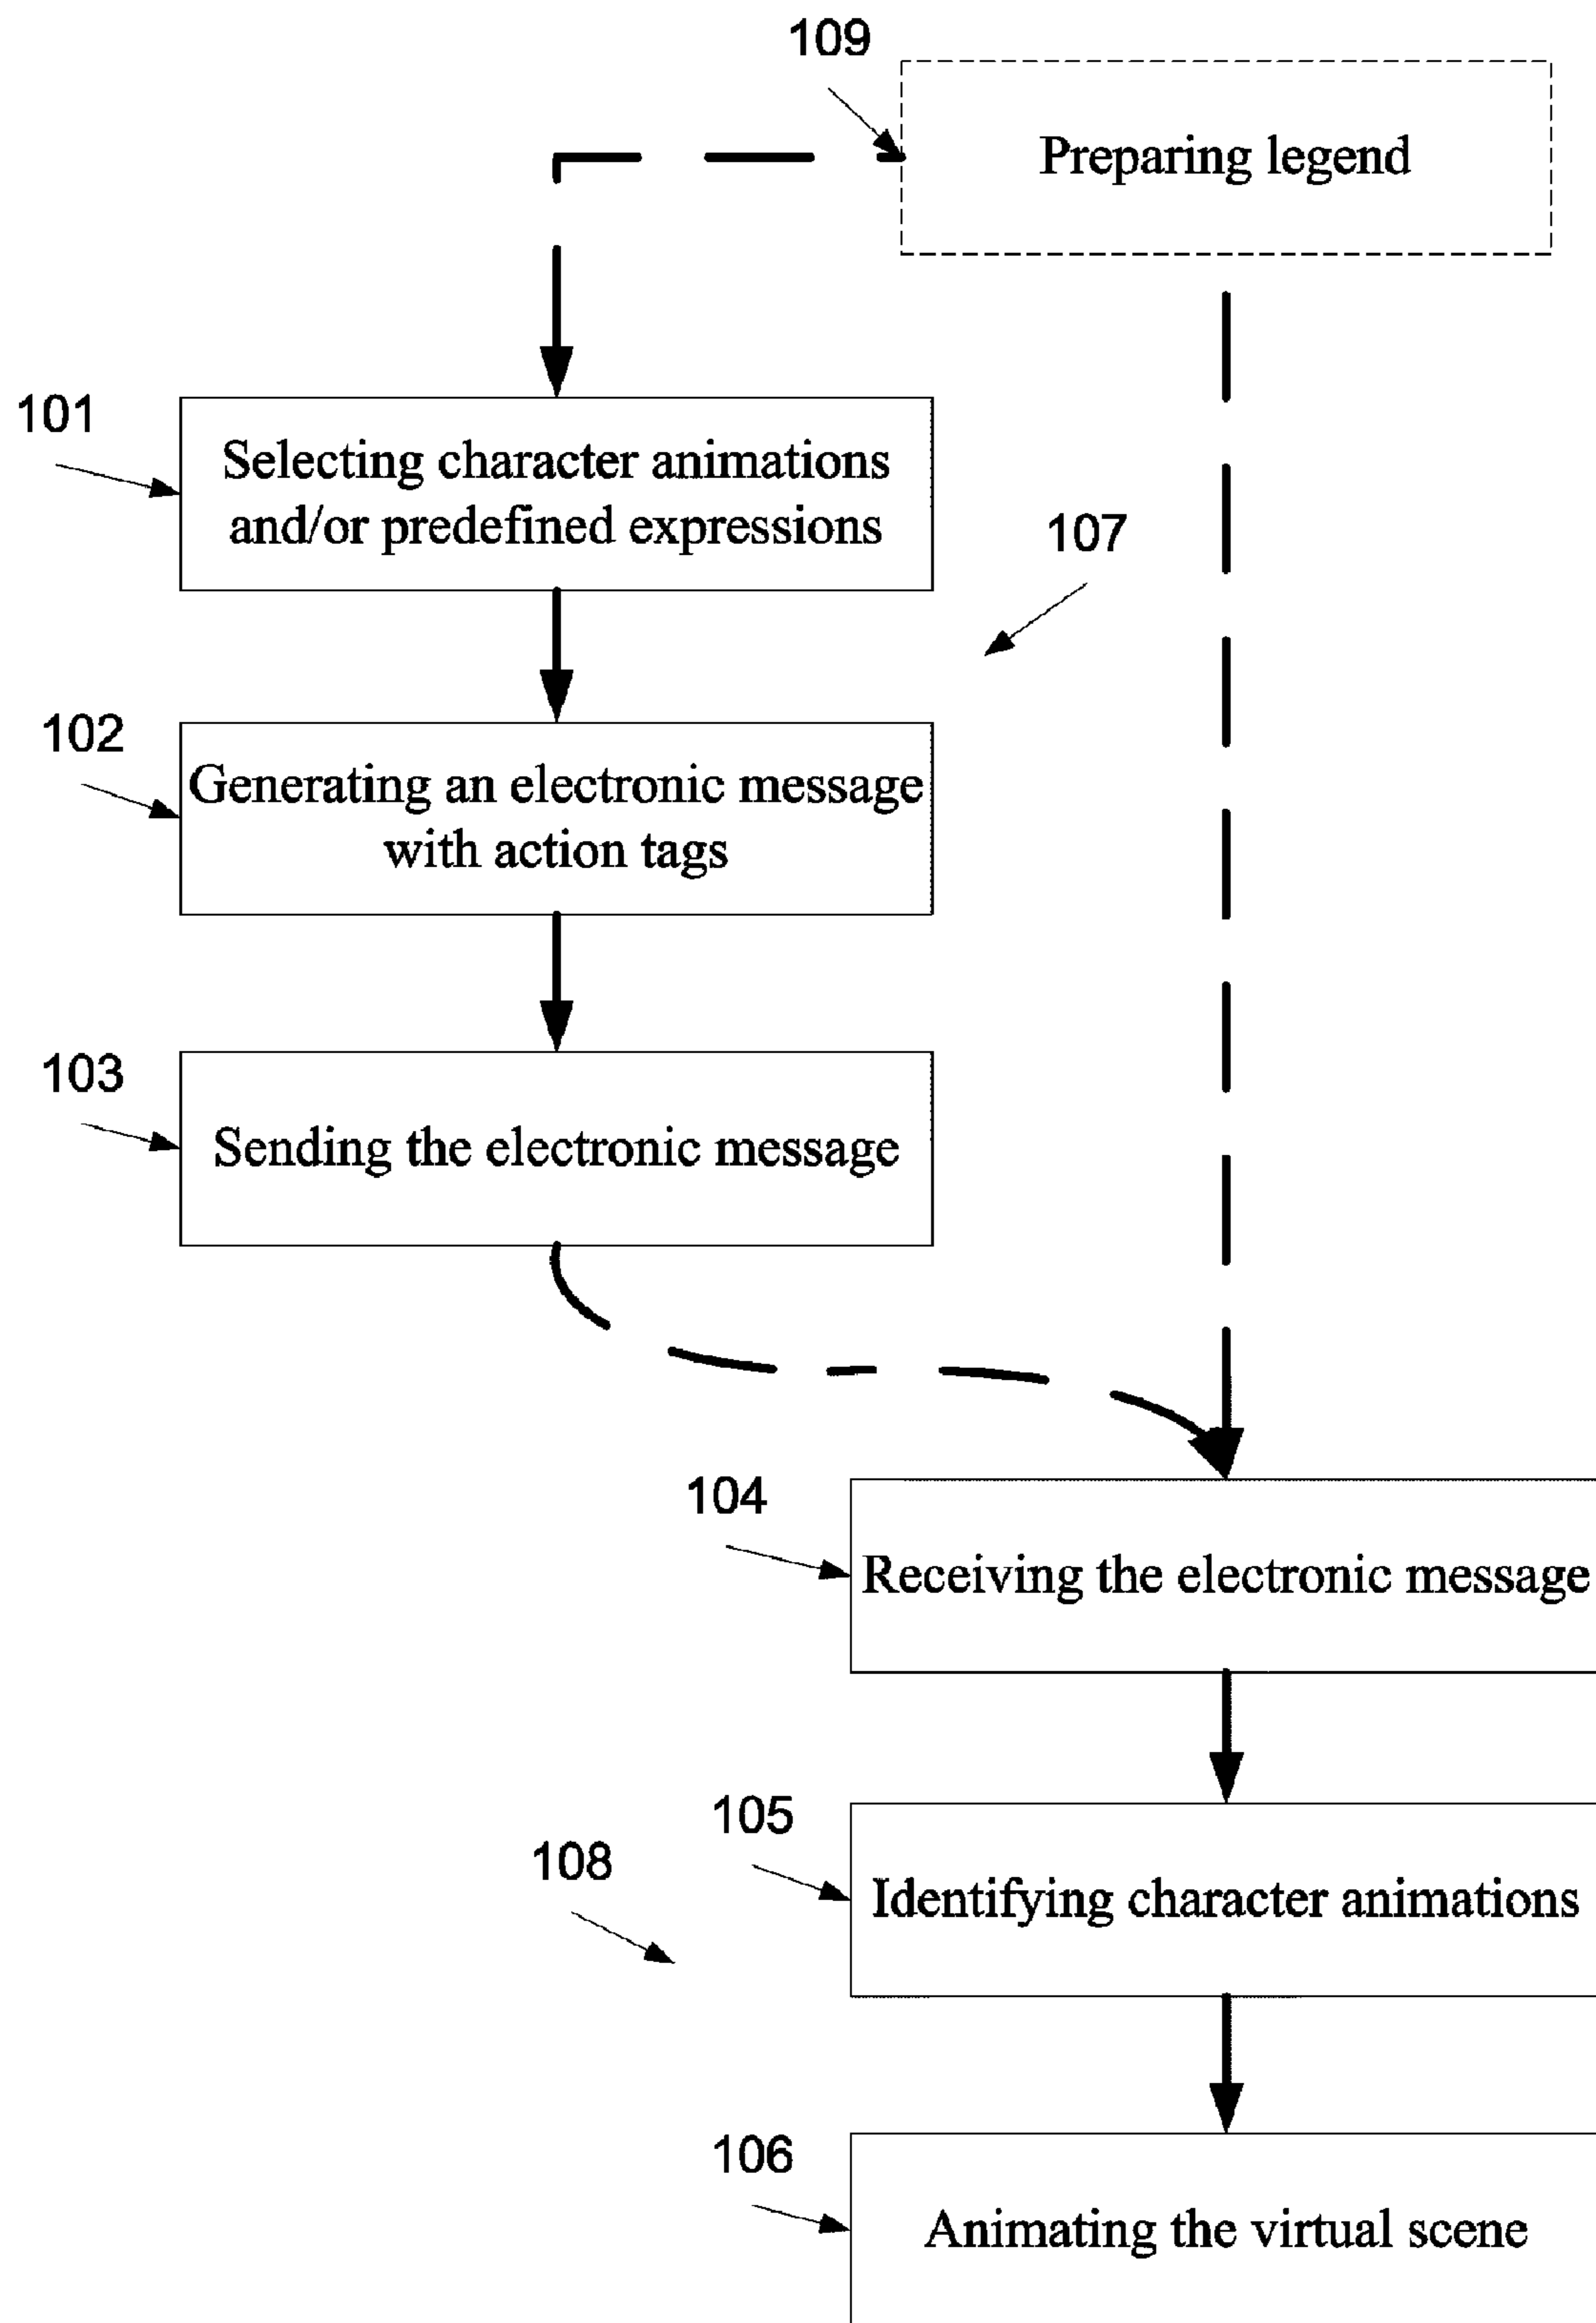 109
Preparing legend
101
Selecting character animations
and/or predefined expressions
107
102
Generating an electronic message
with action tags
103
Sending the electronic message
104
Receiving the electronic message
105
108
Identifying character animations
106
Animating the virtual scene